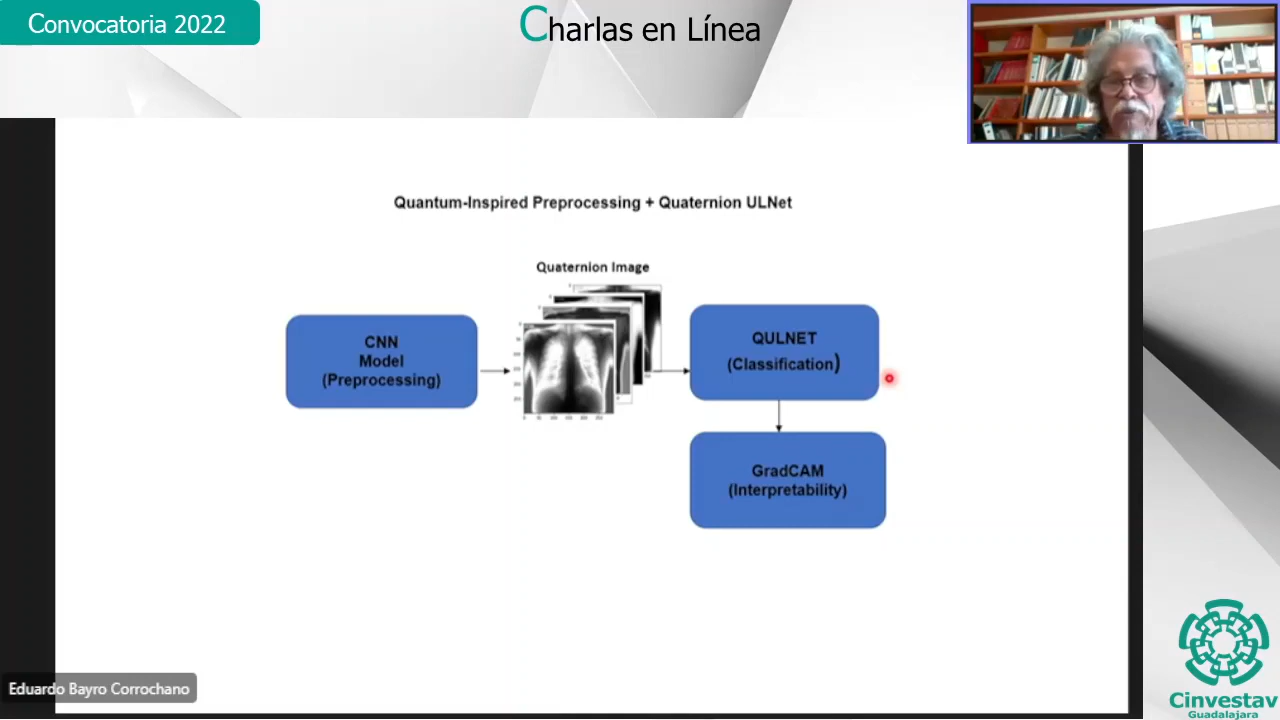 Convocatoria 2022
Charlas en Línea
Quantum-Inspired Preprocessing + Quaternion ULNet
Quaternion Image
CNN
Model
(Preprocessing)
QULNET
(Classification)
GradCAM
(Interpretability)
Eduardo Bayro Corrochano
Cinvestav
Guadalajara